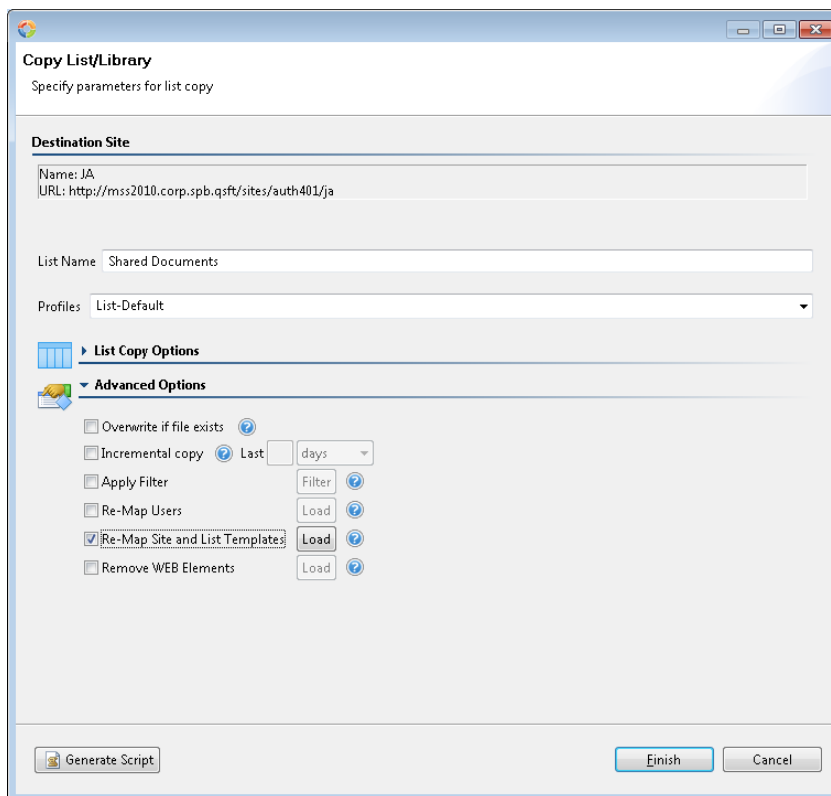 Copy List/Library
Specify parameters for list copy
Destination Site
Name: JA
URL: http://mss2010.corp.spb.qsft/sites/auth401/ja
List Name Shared Documents
Profiles List-Default
List Copy Options
Advanced Options
Overwrite if file exists ?
Incremental copy ? Last days
Apply Filter Filter ?
Re-Map Users Load ?
Re-Map Site and List Templates Load ?
Remove WEB Elements Load ?
Generate Script Finish Cancel